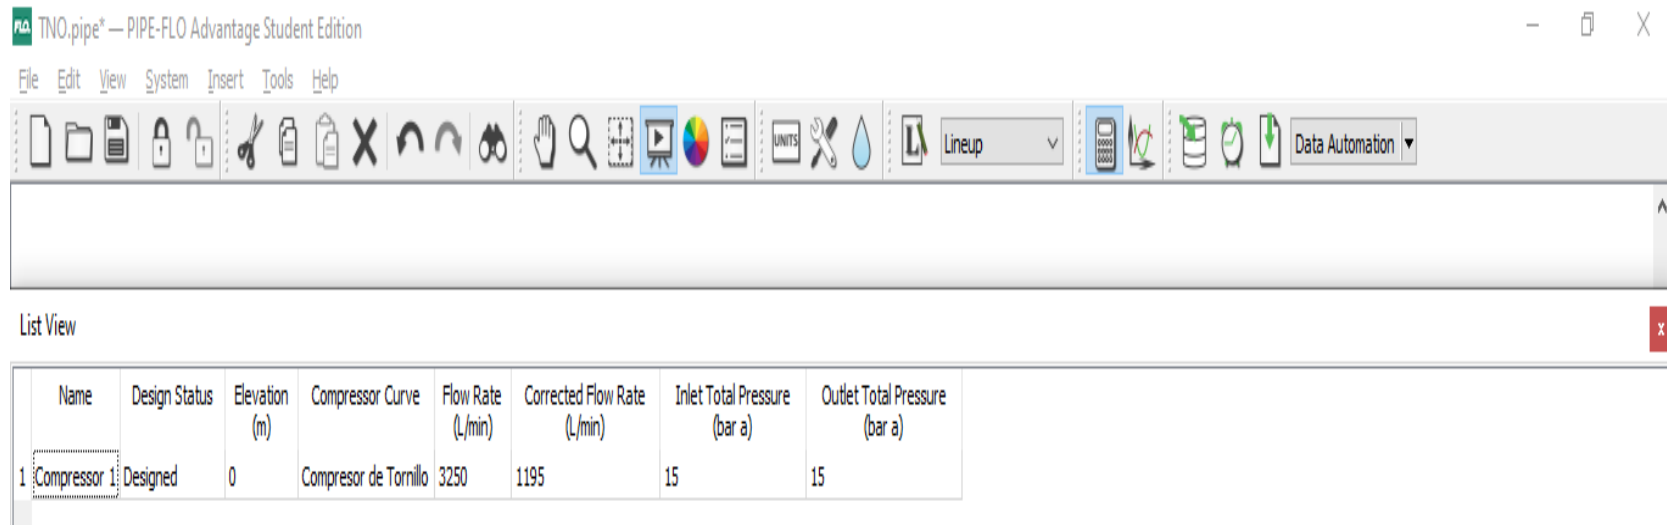 FLO. TNO.pipe* — PIPE-FLO Advantage Student Edition
File Edit View System Insert Tools Help
UNITS L Lineup Data Automation
List View x
Name Design Status Elevation (m) Compressor Curve Flow Rate (L/min) Corrected Flow Rate (L/min) Inlet Total Pressure (bar a) Outlet Total Pressure (bar a)
1 Compressor 1 Designed 0 Compresor de Tornillo 3250 1195 15 15